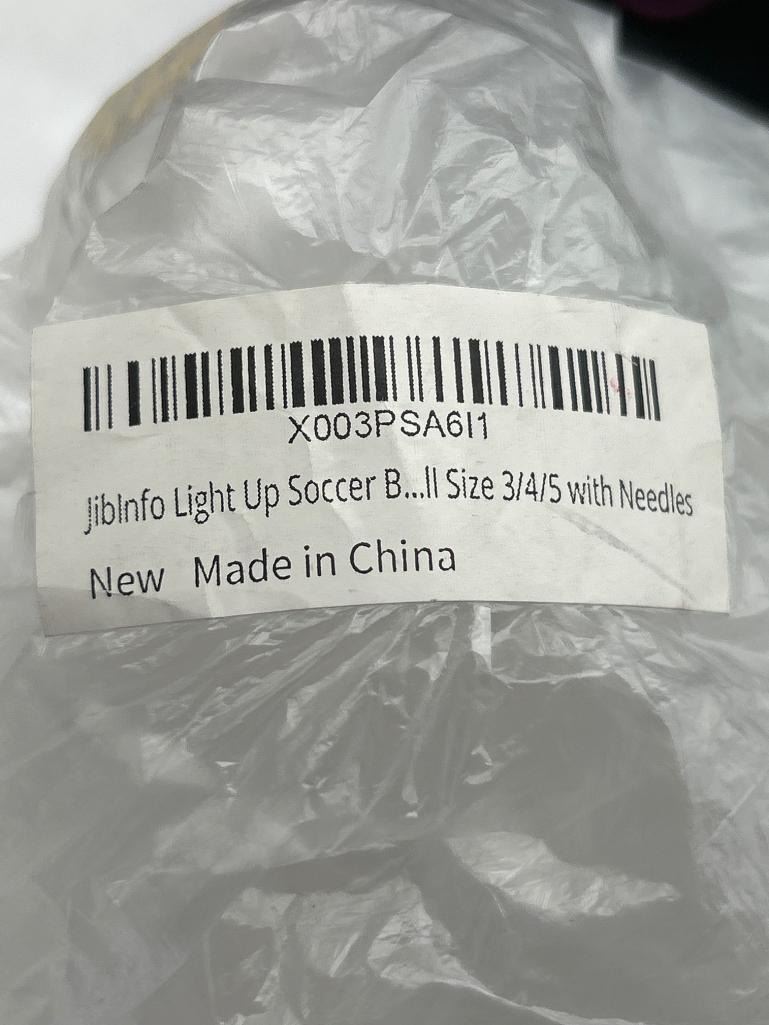 X003PSA6I1
JibInfo Light Up Soccer B...ll Size 3/4/5 with Needles
New Made in China